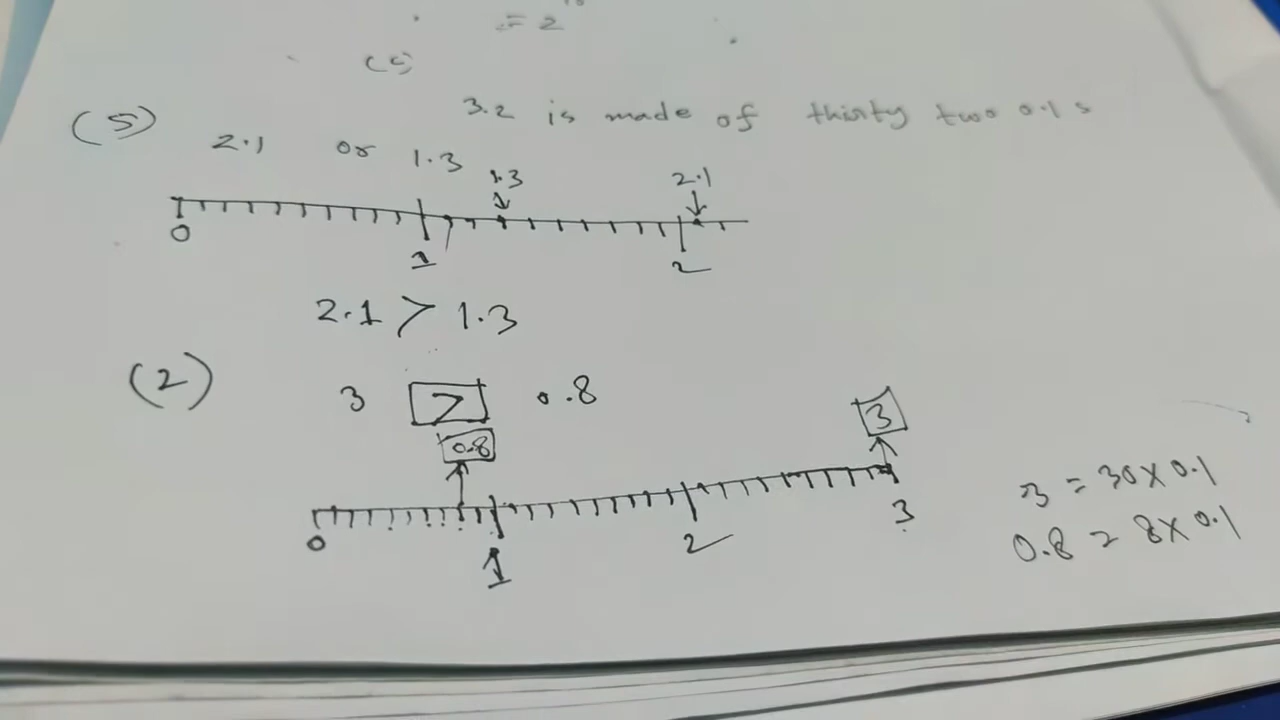 = 2
(5)
3.2 is made of thirty two 0.1 s
(5)
2.1 or 1.3
1.3 2.1
0 1 2
2.1 > 1.3
(2)
3 > 0.8
0.8 3
0 1 2 3
3 = 30 x 0.1
0.8 = 8 x 0.1